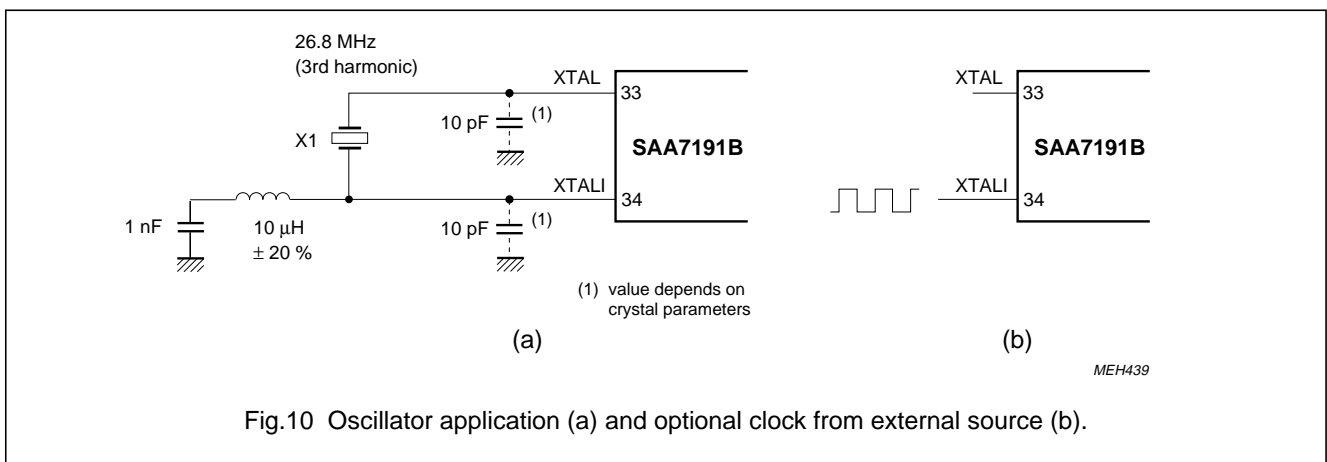 26.8 MHz
(3rd harmonic)
X1
1 nF
10 μH
± 20 %
XTAL
33
10 pF
(1)
SAA7191B
XTALI
34
10 pF
(1)
(1) value depends on
crystal parameters
(a)
XTAL
33
SAA7191B
XTALI
34
(b)
MEH439
Fig.10 Oscillator application (a) and optional clock from external source (b).